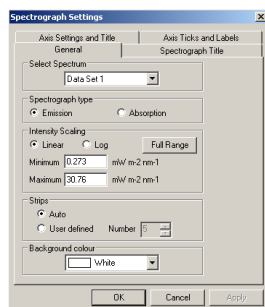 Spectrograph Settings
Axis Settings and Title Axis Ticks and Labels
General Spectrograph Title
Select Spectrum
Data Set 1
Spectrograph type
Emission Absorption
Intensity Scaling
Linear Log Full Range
Minimum 0.273 mW m-2 nm-1
Maximum 30.76 mW m-2 nm-1
Strips
Auto
User defined Number 5
Background colour
White
OK Cancel Apply